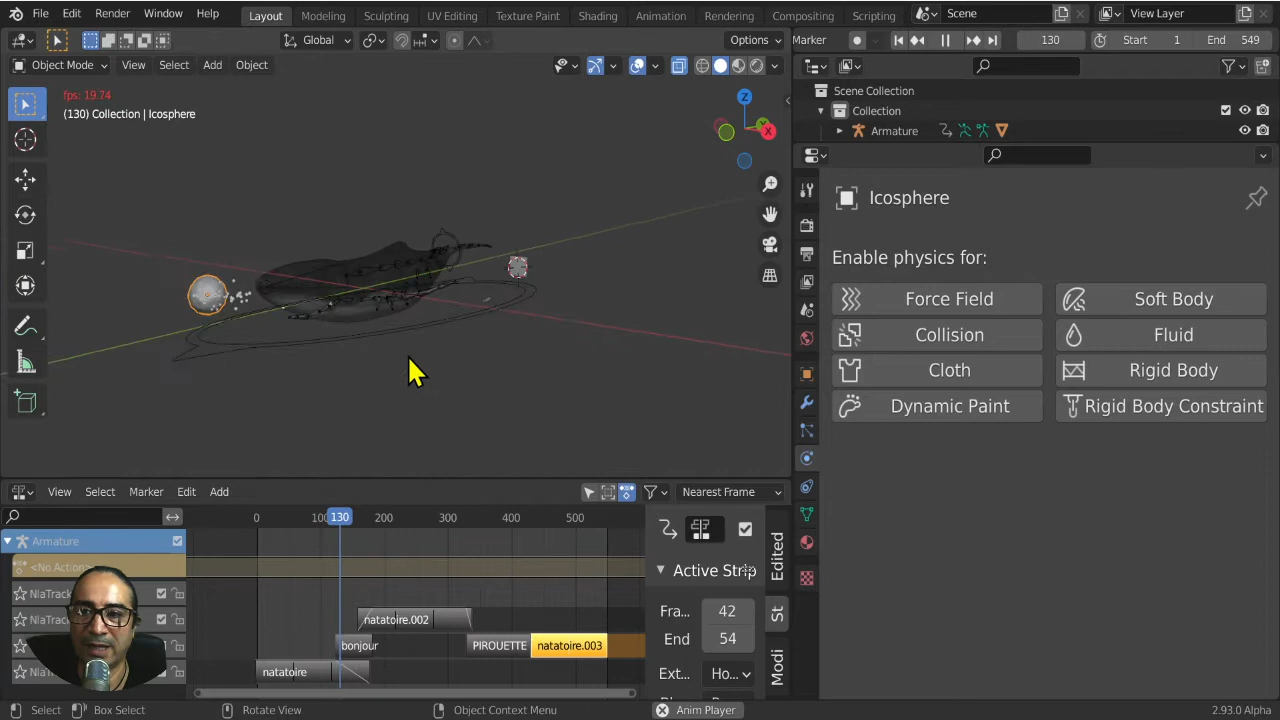 File Edit Render Window Help Layout Modeling Sculpting UV Editing Texture Paint Shading Animation Rendering Compositing Scripting Scene View Layer
Global Options Marker 130 Start 1 End 549
Object Mode View Select Add Object
fps: 19.74
(130) Collection | Icosphere
Z
X
Scene Collection
Collection
Armature
Icosphere
Enable physics for:
Force Field Soft Body
Collision Fluid
Cloth Rigid Body
Dynamic Paint Rigid Body Constraint
View Select Marker Edit Add Nearest Frame
0 100 130 200 300 400 500
Armature
<No Action>
NlaTrack
NlaTrack natatoire.002
bonjour PIROUETTE natatoire.003
NlaT natatoire
Active Strip
Fra... 42
End 54
Ext... Ho...
Edited
St
Modi
Select Box Select Rotate View Object Context Menu Anim Player 2.93.0 Alpha